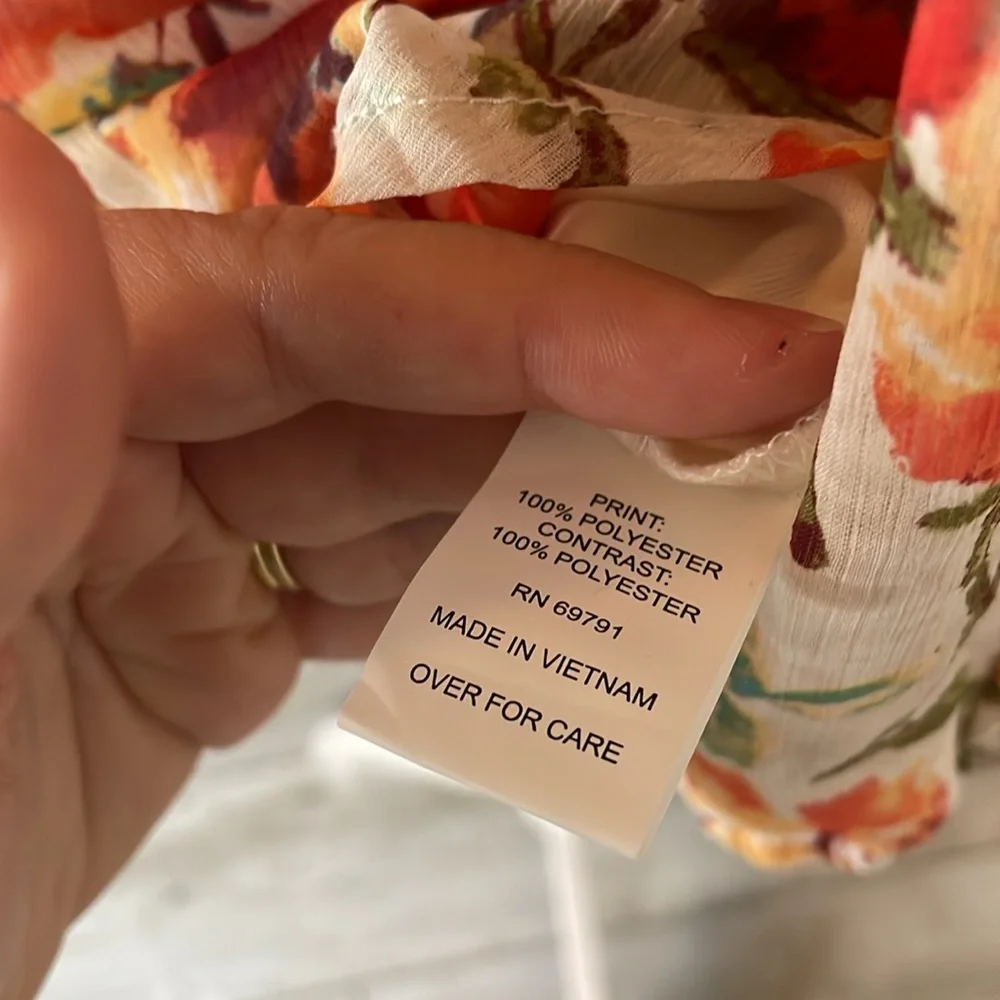 PRINT:
100% POLYESTER
CONTRAST:
100% POLYESTER
RN 69791
MADE IN VIETNAM
OVER FOR CARE